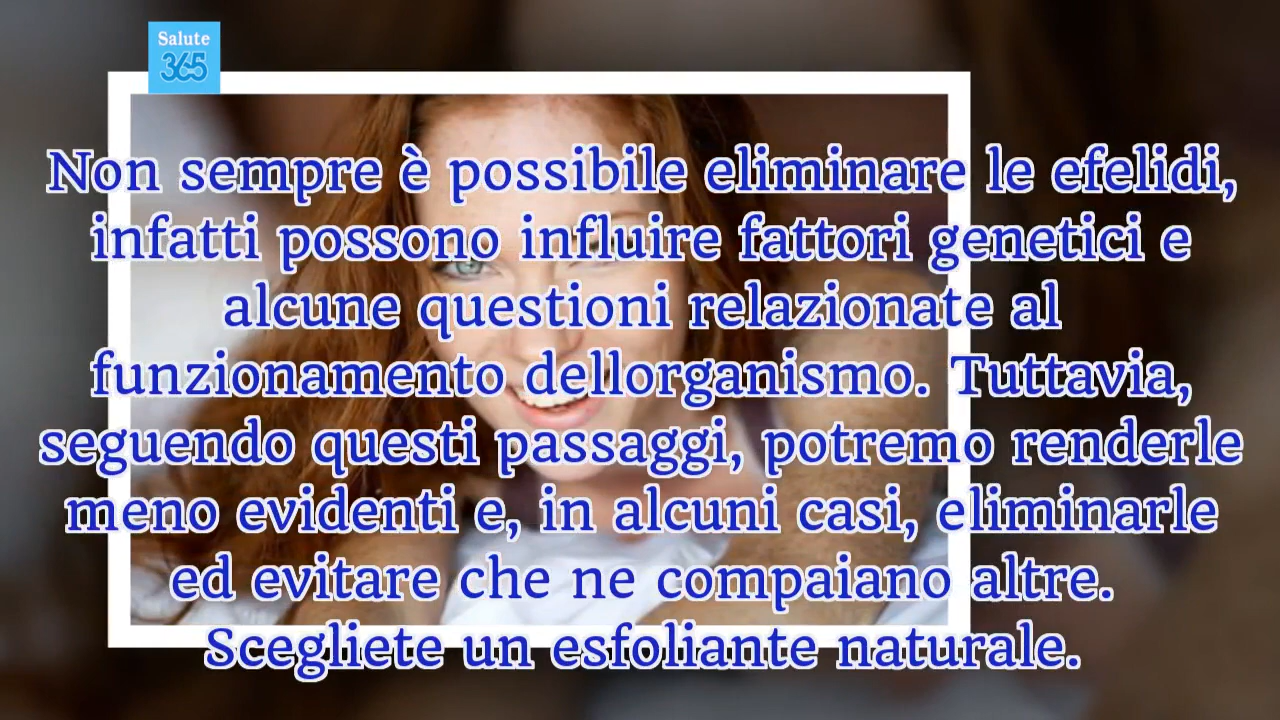 Salute
365
Non sempre è possibile eliminare le efelidi,
infatti possono influire fattori genetici e
alcune questioni relazionate al
funzionamento dellorganismo. Tuttavia,
seguendo questi passaggi, potremo renderle
meno evidenti e, in alcuni casi, eliminarle
ed evitare che ne compaiano altre.
Scegliete un esfoliante naturale.